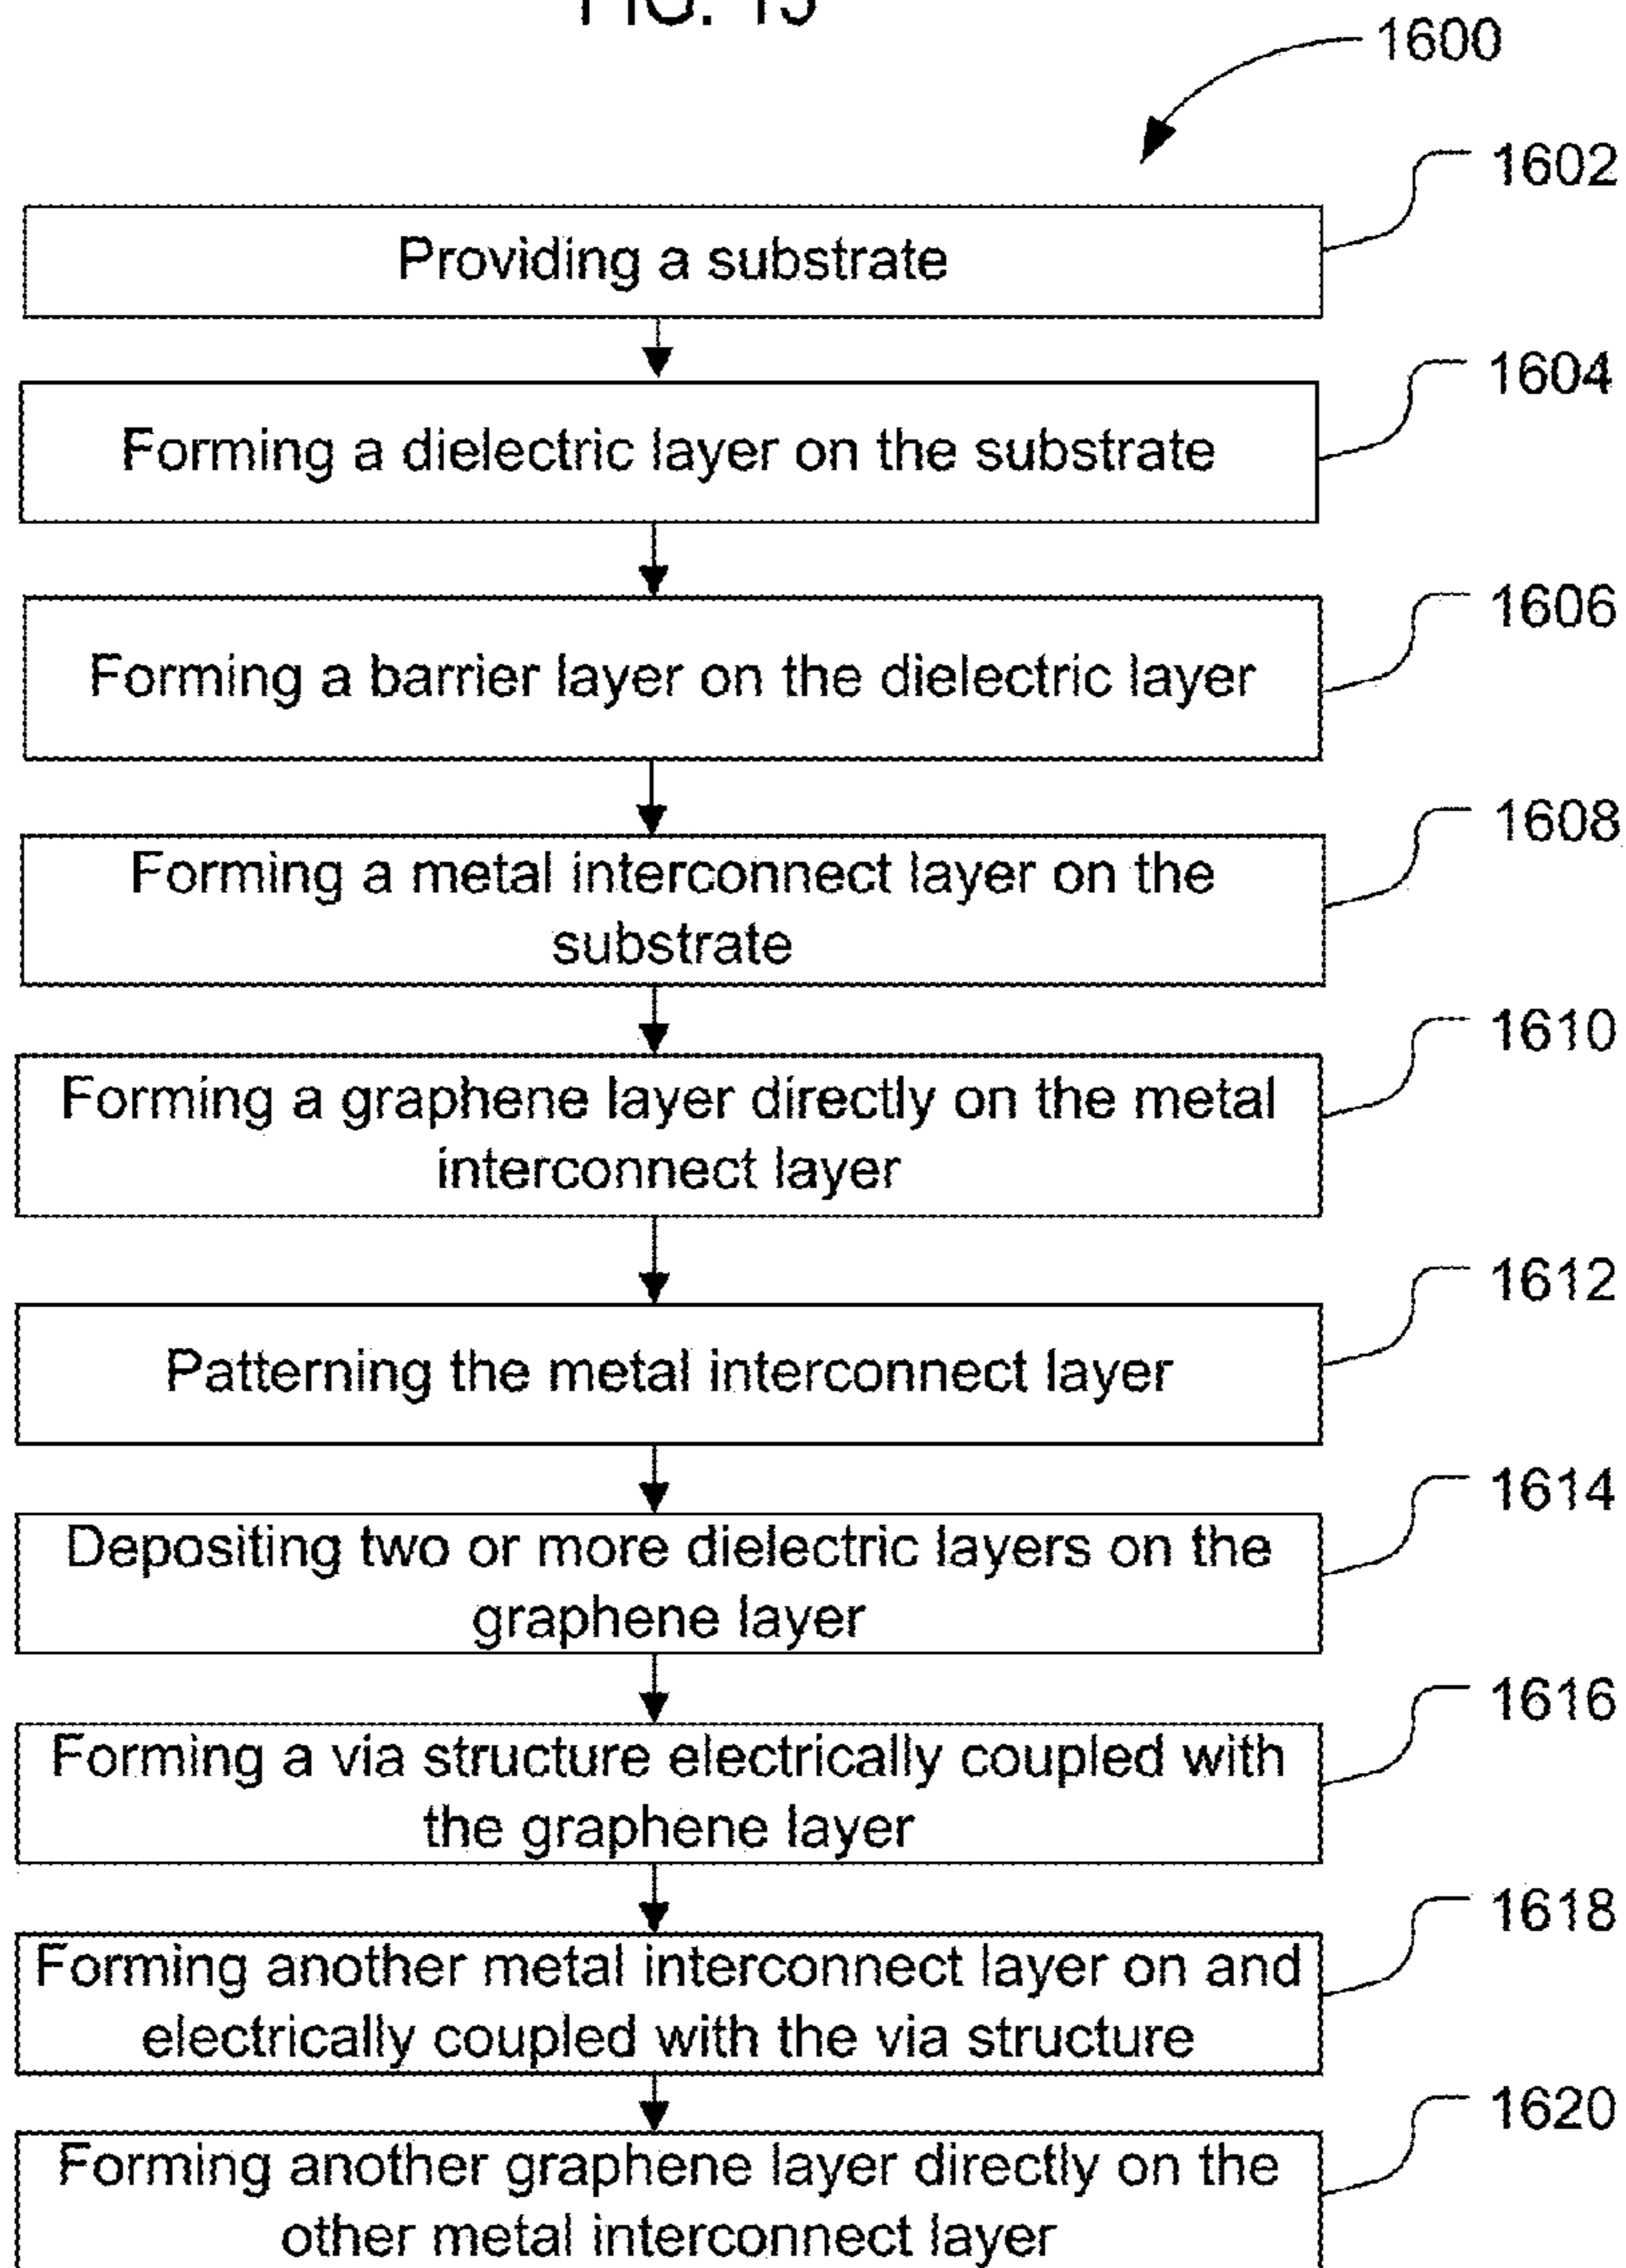 FIG. 15
1600
1602
Providing a substrate
1604
Forming a dielectric layer on the substrate
1606
Forming a barrier layer on the dielectric layer
1608
Forming a metal interconnect layer on the
substrate
1610
Forming a graphene layer directly on the metal
interconnect layer
1612
Patterning the metal interconnect layer
1614
Depositing two or more dielectric layers on the
graphene layer
1616
Forming a via structure electrically coupled with
the graphene layer
1618
Forming another metal interconnect layer on and
electrically coupled with the via structure
1620
Forming another graphene layer directly on the
other metal interconnect layer